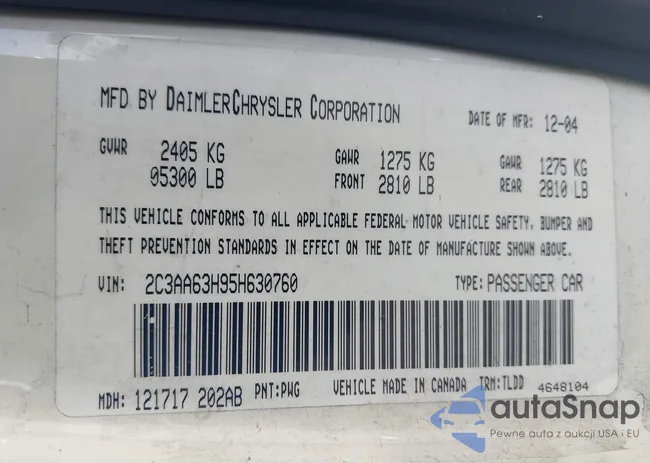 MFD BY DAIMLERCHRYSLER CORPORATION DATE OF MFR: 12-04
GVWR 2405 KG GAWR 1275 KG GAWR 1275 KG
05300 LB FRONT 2810 LB REAR 2810 LB
THIS VEHICLE CONFORMS TO ALL APPLICABLE FEDERAL MOTOR VEHICLE SAFETY, BUMPER AND
THEFT PREVENTION STANDARDS IN EFFECT ON THE DATE OF MANUFACTURE SHOWN ABOVE.
VIN: 2C3AA63H95H630760 TYPE: PASSENGER CAR
MDH: 121717 202AB PNT: PWG VEHICLE MADE IN CANADA TRM: TLDD 4648104
autaSnap
Pewne auta z aukcji USA i EU